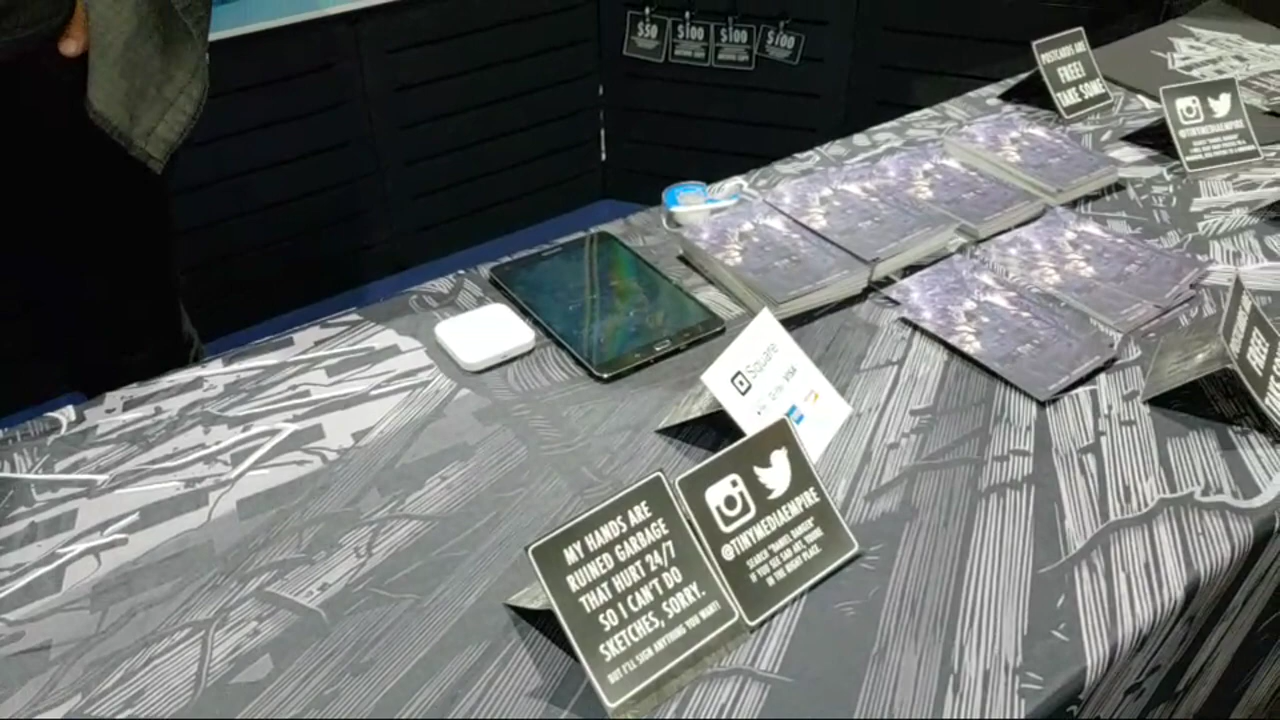 $50
$100
$100
$100
POSTCARDS ARE
FREE!
TAKE SOME
@TINYMEDIAEMPIRE
Square
VISA
MY HANDS ARE
RUINED GARBAGE
THAT HURT 24/7
SO I CAN'T DO
SKETCHES, SORRY.
BUT I'LL SIGN ANYTHING YOU WANT!
@TINYMEDIAEMPIRE
SEARCH "DANIEL DANGER"
IF YOU SEE SAD ART, YOU'RE
IN THE RIGHT PLACE.
FREE!